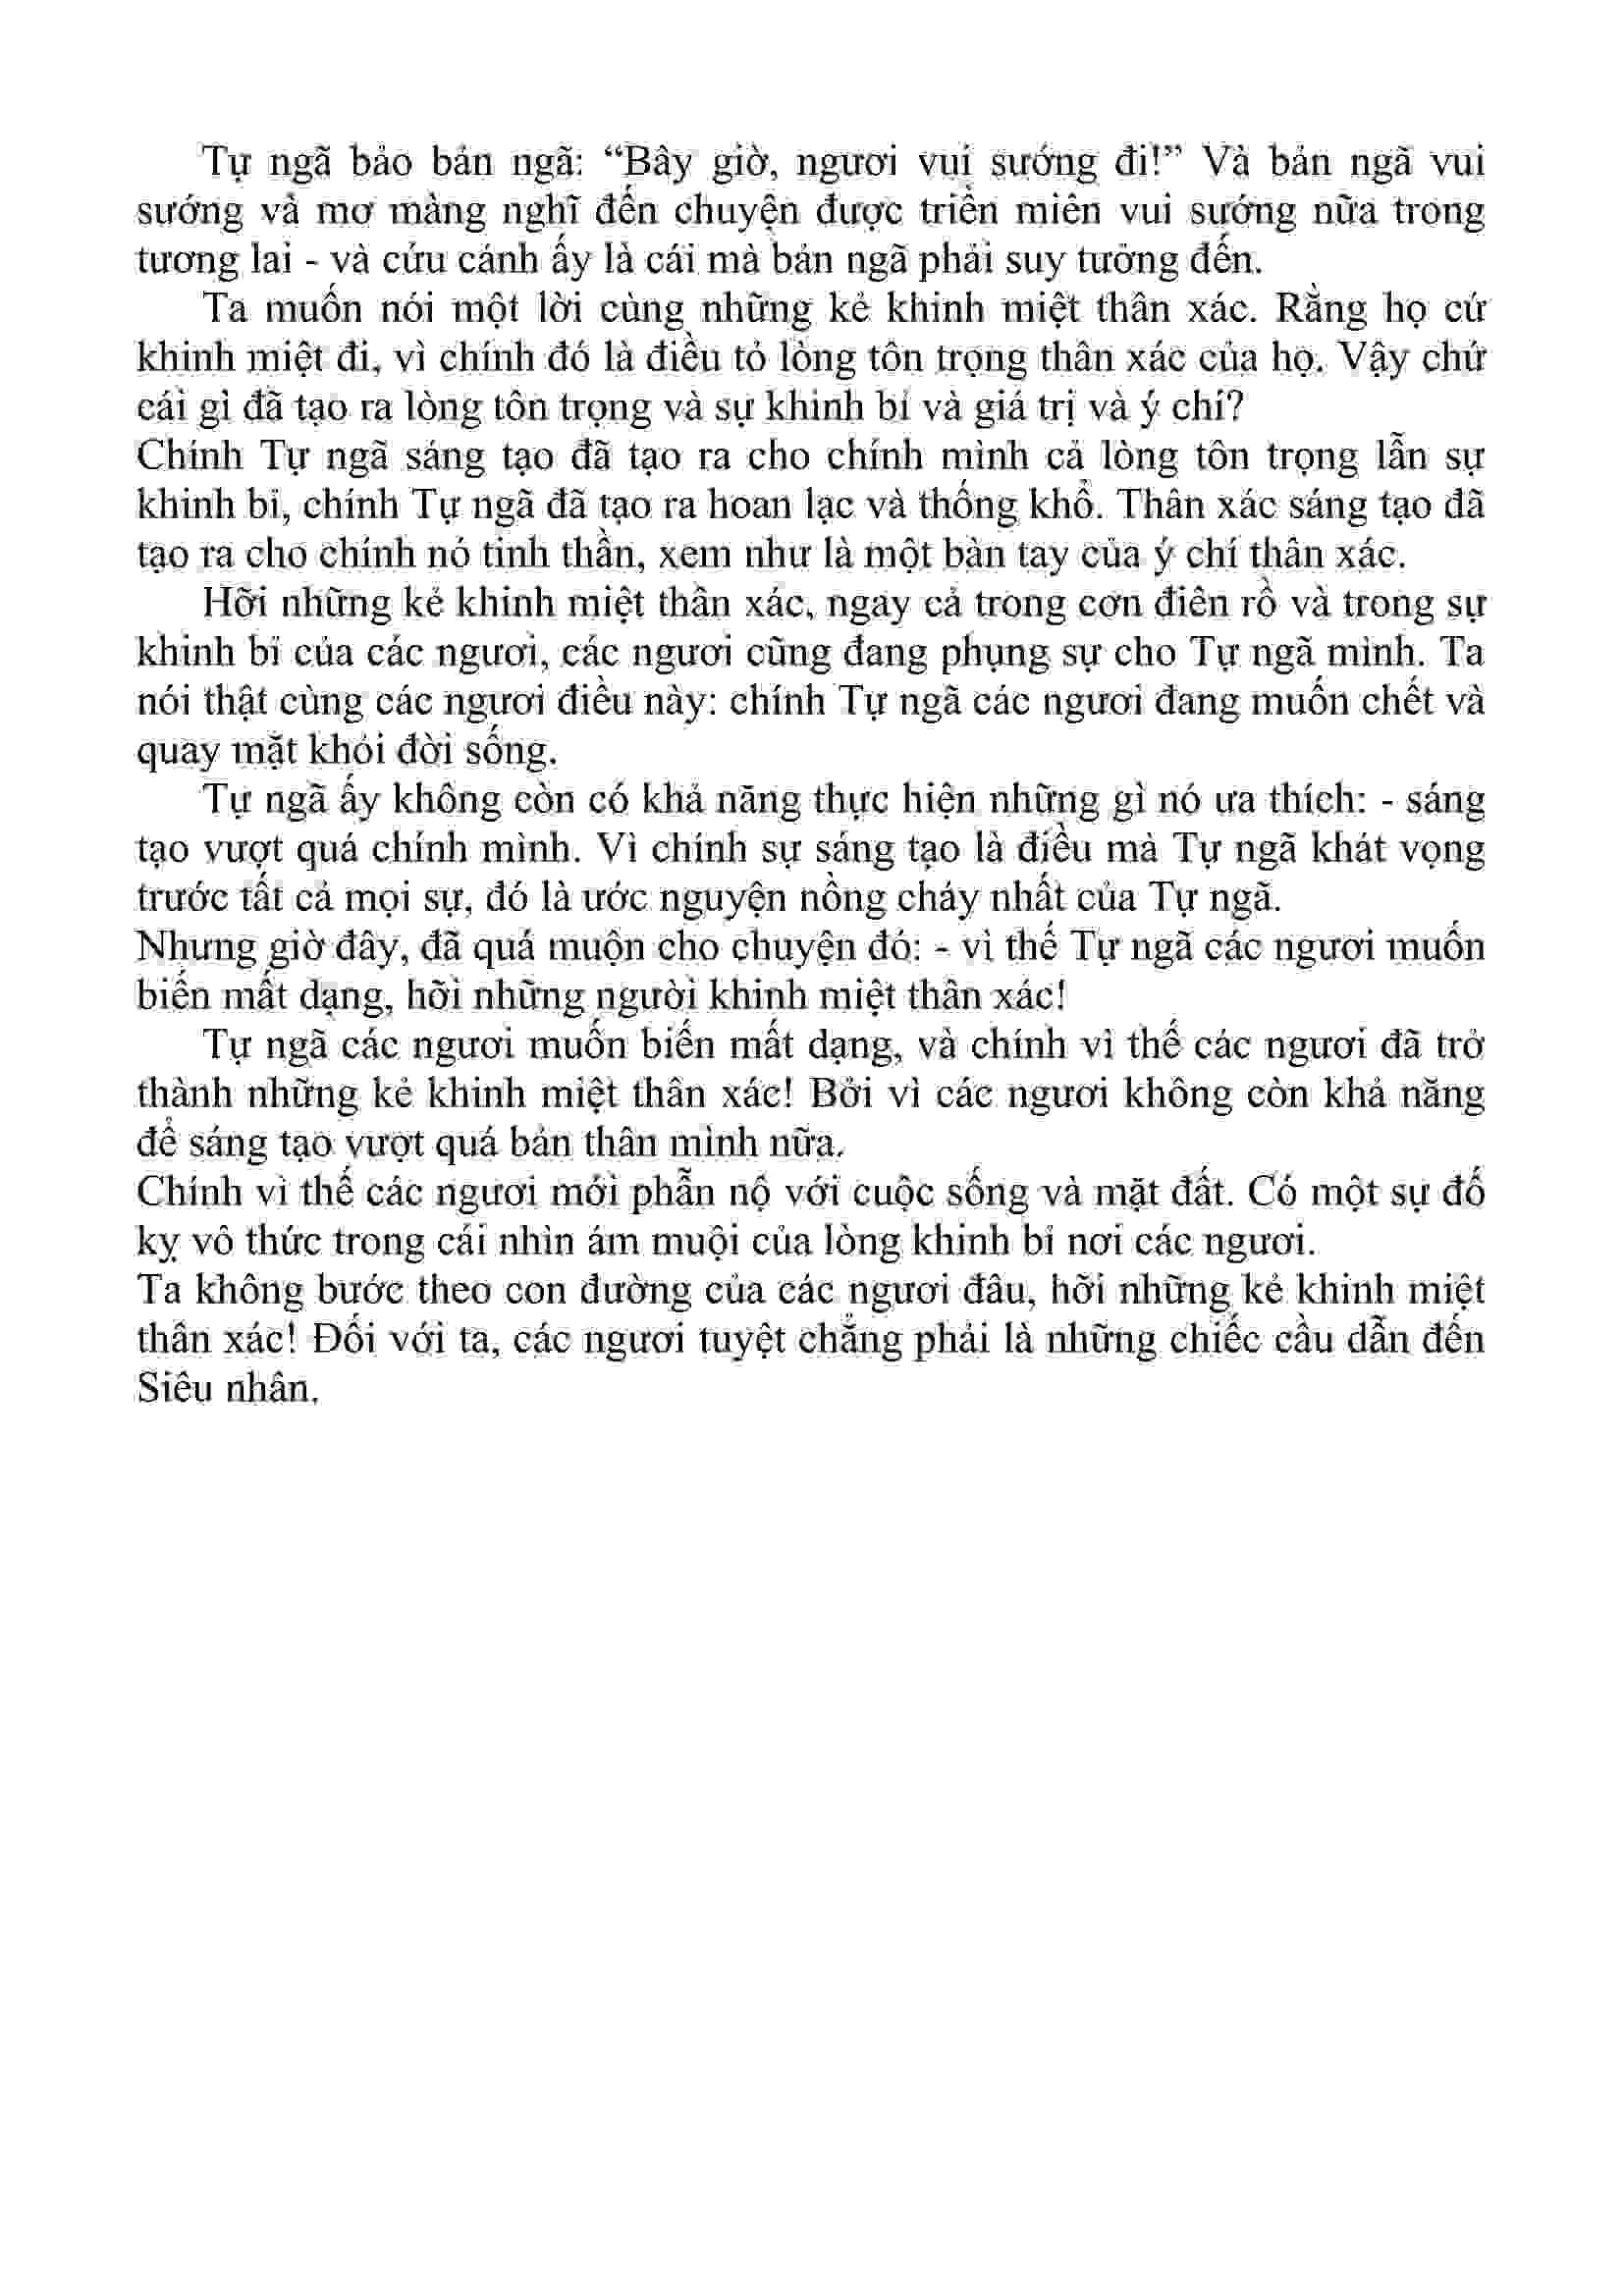 Tự ngã bảo bản ngã: “Bây giờ, ngươi vui sướng đi!” Và bản ngã vui
sướng và mơ màng nghĩ đến chuyện được triền miên vui sướng nữa trong
tương lai - và cứu cánh ấy là cái mà bản ngã phải suy tưởng đến.
Ta muốn nói một lời cùng những kẻ khinh miệt thân xác. Rằng họ cứ
khinh miệt đi, vì chính đó là điều tỏ lòng tôn trọng thân xác của họ. Vậy chứ
cái gì đã tạo ra lòng tôn trọng và sự khinh bỉ và giá trị và ý chí?
Chính Tự ngã sáng tạo đã tạo ra cho chính mình cả lòng tôn trọng lẫn sự
khinh bỉ, chính Tự ngã đã tạo ra hoan lạc và thống khổ. Thân xác sáng tạo đã
tạo ra cho chính nó tinh thần, xem như là một bàn tay của ý chí thân xác.
Hỡi những kẻ khinh miệt thân xác, ngay cả trong cơn điên rồ và trong sự
khinh bỉ của các ngươi, các ngươi cũng đang phụng sự cho Tự ngã mình. Ta
nói thật cùng các ngươi điều này: chính Tự ngã các ngươi đang muốn chết và
quay mặt khỏi đời sống.
Tự ngã ấy không còn có khả năng thực hiện những gì nó ưa thích: - sáng
tạo vượt quá chính mình. Vì chính sự sáng tạo là điều mà Tự ngã khát vọng
trước tất cả mọi sự, đó là ước nguyện nồng cháy nhất của Tự ngã.
Nhưng giờ đây, đã quá muộn cho chuyện đó: - vì thế Tự ngã các ngươi muốn
biến mất dạng, hỡi những người khinh miệt thân xác!
Tự ngã các ngươi muốn biến mất dạng, và chính vì thế các ngươi đã trở
thành những kẻ khinh miệt thân xác! Bởi vì các ngươi không còn khả năng
để sáng tạo vượt quá bản thân mình nữa.
Chính vì thế các ngươi mới phẫn nộ với cuộc sống và mặt đất. Có một sự đố
kỵ vô thức trong cái nhìn ám muội của lòng khinh bỉ nơi các ngươi.
Ta không bước theo con đường của các ngươi đâu, hỡi những kẻ khinh miệt
thân xác! Đối với ta, các ngươi tuyệt chẳng phải là những chiếc cầu dẫn đến
Siêu nhân.